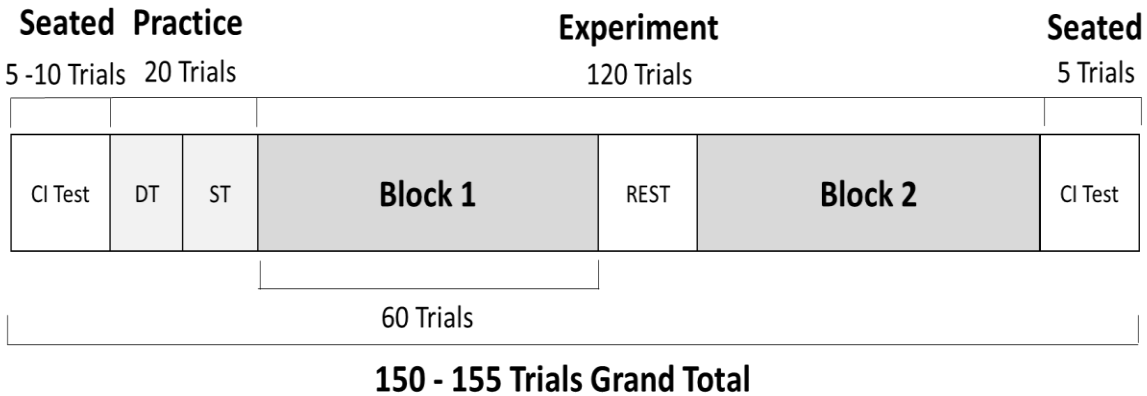 Seated Practice Experiment Seated
5 -10 Trials 20 Trials 120 Trials 5 Trials
CI Test DT ST Block 1 REST Block 2 CI Test
60 Trials
150 - 155 Trials Grand Total